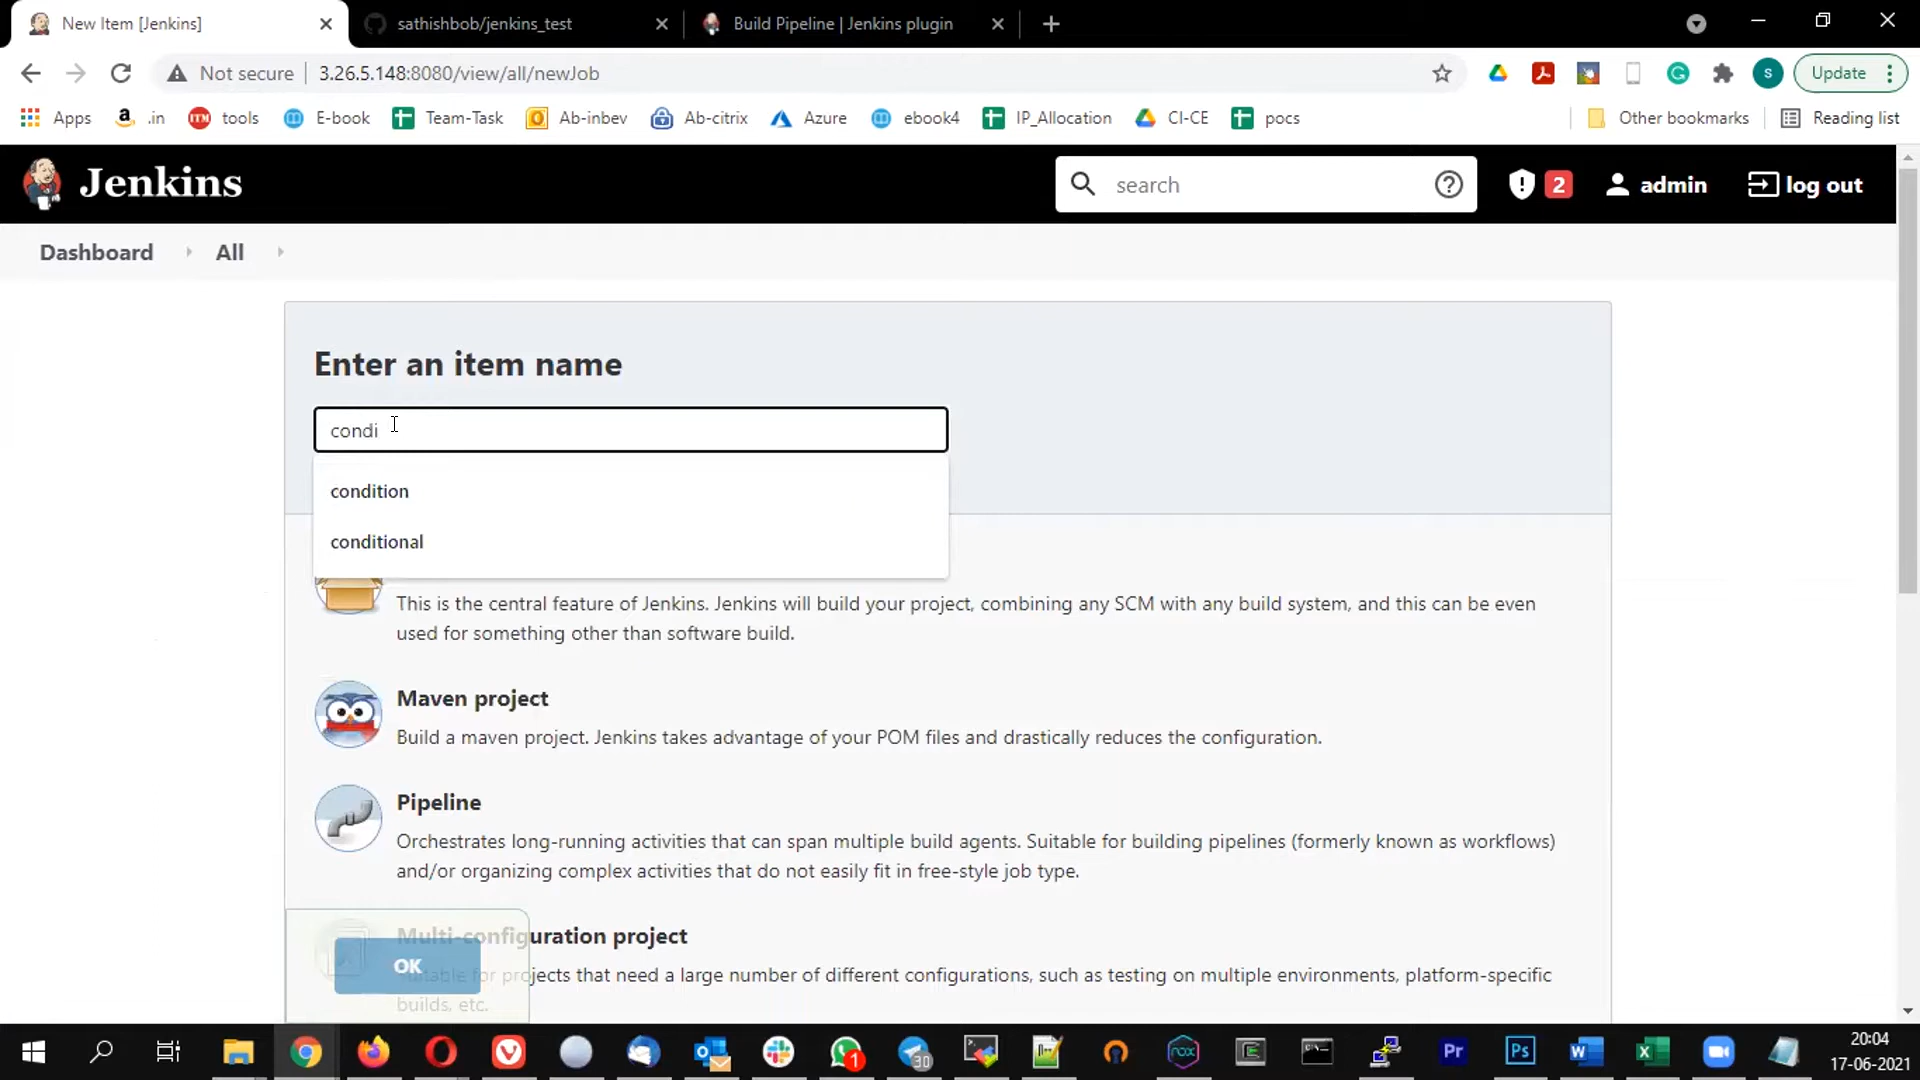 New Item [Jenkins]
sathishbob/jenkins_test
Build Pipeline | Jenkins plugin
Not secure
3.26.5.148:8080/view/all/newJob
S
Update
Apps
.in
tools
E-book
Team-Task
Ab-inbev
Ab-citrix
Azure
ebook4
IP_Allocation
CI-CE
pocs
Other bookmarks
Reading list
Jenkins
search
2
admin
log out
Dashboard
All
Enter an item name
condi
condition
conditional
This is the central feature of Jenkins. Jenkins will build your project, combining any SCM with any build system, and this can be even
used for something other than software build.
Maven project
Build a maven project. Jenkins takes advantage of your POM files and drastically reduces the configuration.
Pipeline
Orchestrates long-running activities that can span multiple build agents. Suitable for building pipelines (formerly known as workflows)
and/or organizing complex activities that do not easily fit in free-style job type.
Multi-configuration project
OK
Suitable for projects that need a large number of different configurations, such as testing on multiple environments, platform-specific
builds, etc.
1
30
nox
Pr
Ps
W
X
20:04
17-06-2021